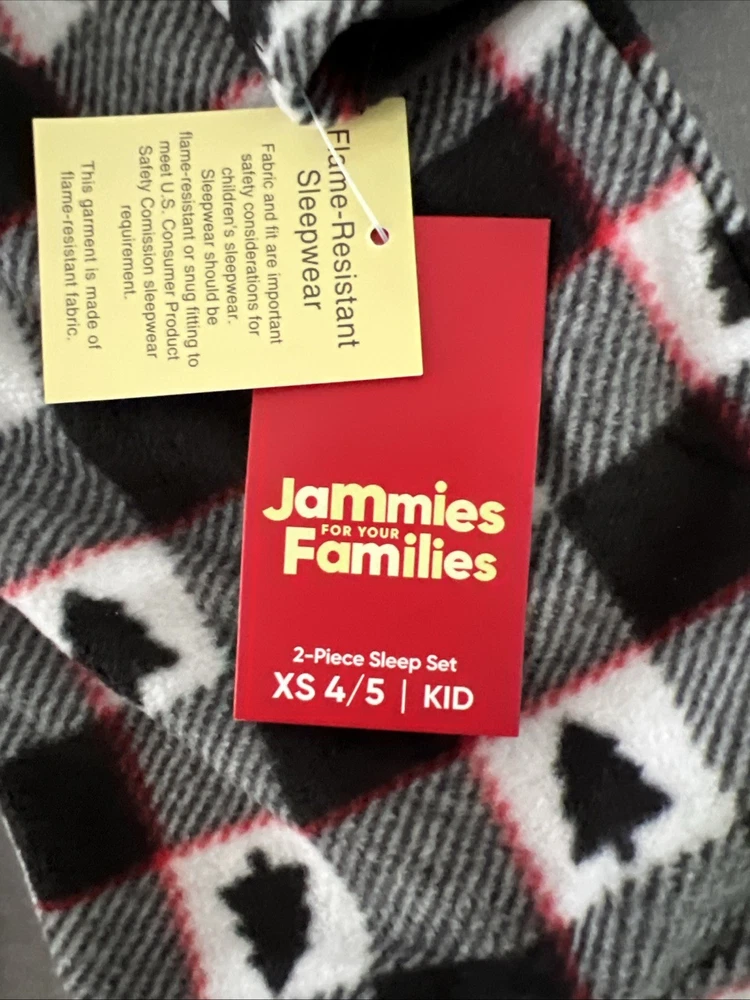 Flame-Resistant
Sleepwear
Fabric and fit are important
safety considerations for
children's sleepwear.
Sleepwear should be
flame-resistant or snug fitting to
meet U.S. Consumer Product
Safety Comission sleepwear
requirement.
This garment is made of
flame-resistant fabric.
Jammies
FOR YOUR
Families
2-Piece Sleep Set
XS 4/5 | KID